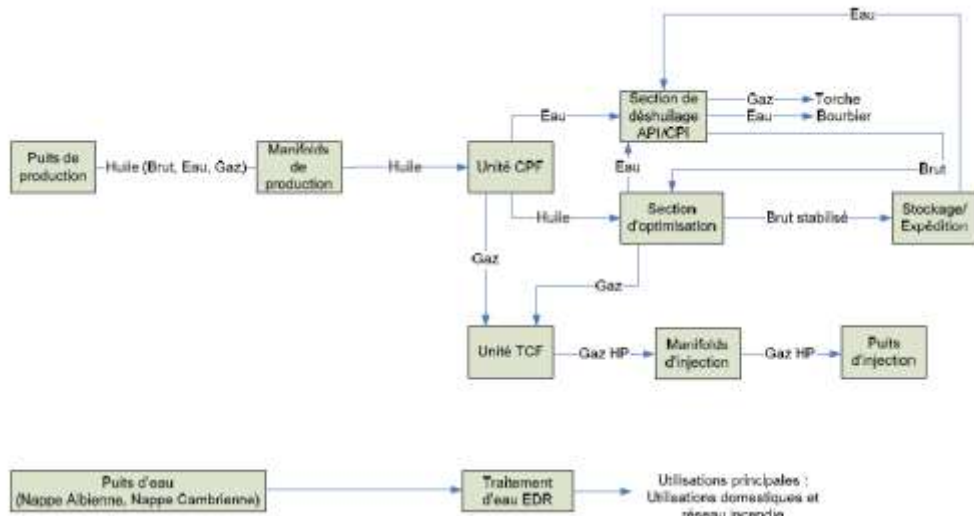 Eau
Section de
déshuilage
API/CPI
Gaz
Torche
Eau
Bourbier
Eau
Puits de
production
Huile (Brut, Eau, Gaz)
Manifolds
de
production
Huile
Unité CPF
Eau
Brut
Huile
Section
d'optimisation
Brut stabilisé
Stockage/
Expédition
Gaz
Gaz
Unité TCF
Gaz HP
Manifolds
d'injection
Gaz HP
Puits
d'injection
Puits d'eau
(Nappe Albienne, Nappe Cambrienne)
Traitement
d'eau EDR
Utilisations principales :
Utilisations domestiques et
réseau incendie